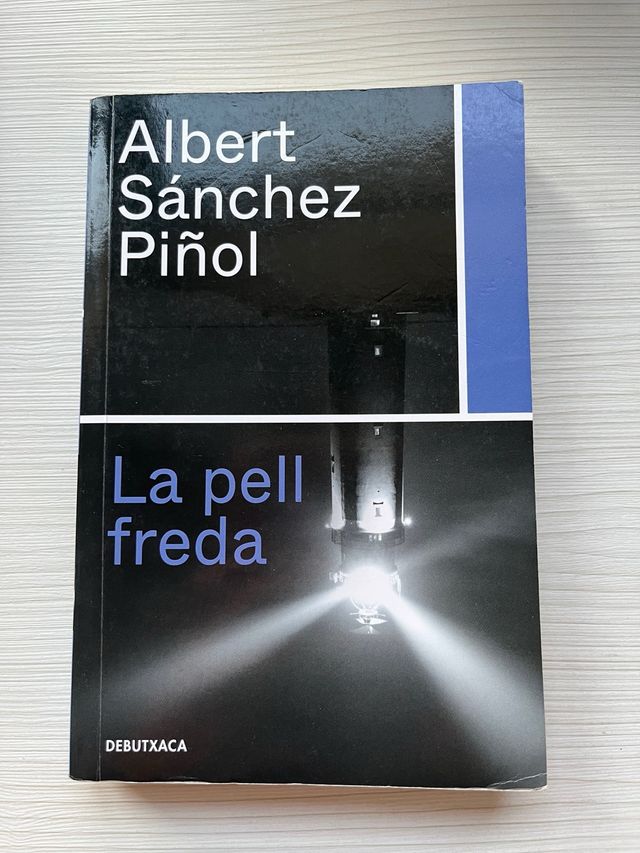 Albert
Sánchez
Piñol
La pell
freda
DEBUTXACA